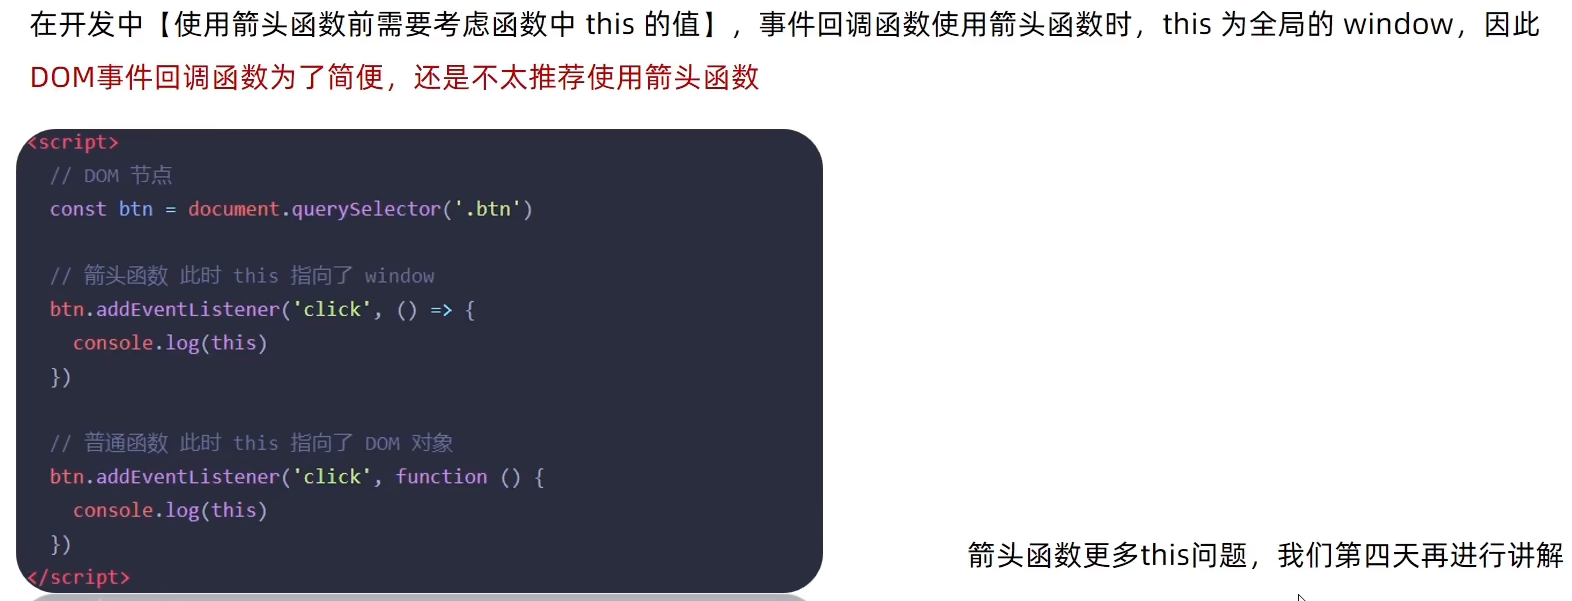 在开发中【使用箭头函数前需要考虑函数中 this 的值】，事件回调函数使用箭头函数时，this 为全局的 window，因此
DOM事件回调函数为了简便，还是不太推荐使用箭头函数
<script>
// DOM 节点
const btn = document.querySelector('.btn')
// 箭头函数 此时 this 指向了 window
btn.addEventListener('click', () => {
console.log(this)
})
// 普通函数 此时 this 指向了 DOM 对象
btn.addEventListener('click', function () {
console.log(this)
})
</script>
箭头函数更多this问题，我们第四天再进行讲解